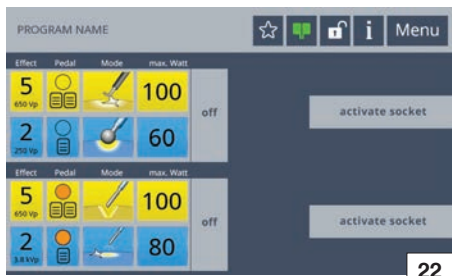 PROGRAM NAME
i
Menu
Effect Pedal Mode max. Watt
5
650 Vp
100
off
activate socket
2
250 Vp
60
Effect Pedal Mode max. Watt
5
650 Vp
100
off
activate socket
2
3.8 kVp
80
22